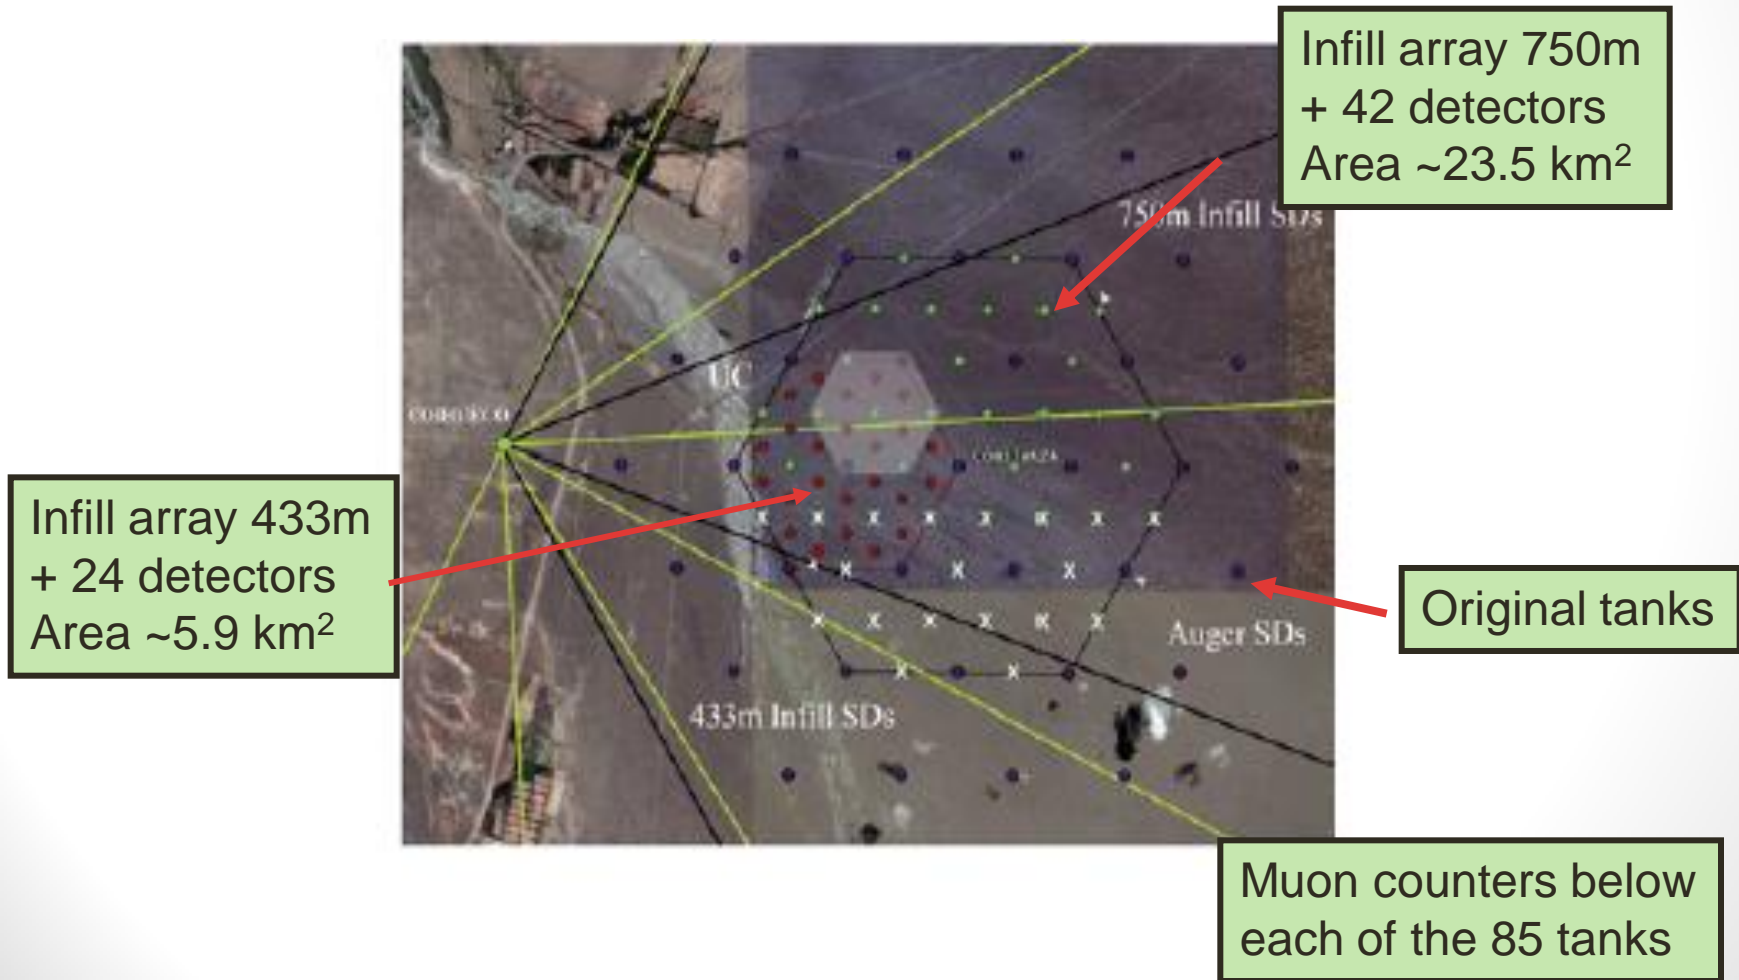 Infill array 750m
+ 42 detectors
Area ~23.5 km²
750m Infill SDs
UC
Infill array 433m
+ 24 detectors
Area ~5.9 km²
Original tanks
Auger SDs
433m Infill SDs
Muon counters below
each of the 85 tanks